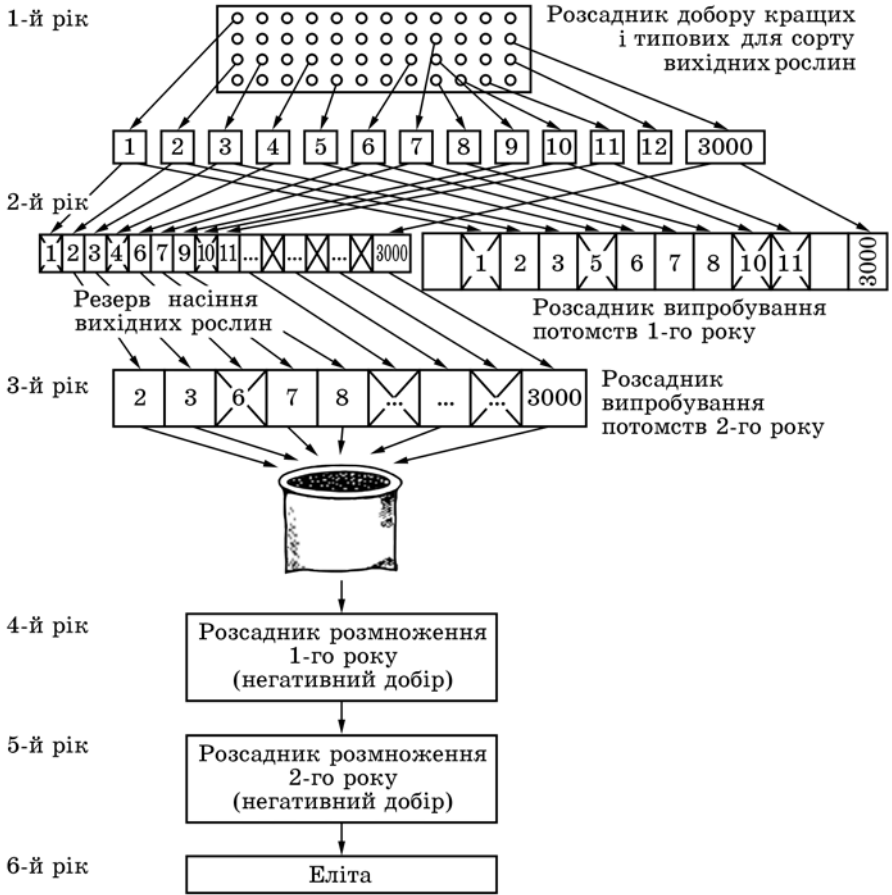 1-й рік
Розсадник добору кращих
і типових для сорту
вихідних рослин
1 2 3 4 5 6 7 8 9 10 11 12 3000
2-й рік
1 2 3 4 6 7 9 10 11 ... ... ... 3000
1 2 3 5 6 7 8 10 11 3000
Резерв насіння
вихідних рослин
Розсадник випробування
потомств 1-го року
3-й рік
2 3 6 7 8 ... ... ... 3000
Розсадник
випробування
потомств 2-го року
4-й рік
Розсадник розмноження
1-го року
(негативний добір)
5-й рік
Розсадник розмноження
2-го року
(негативний добір)
6-й рік
Еліта